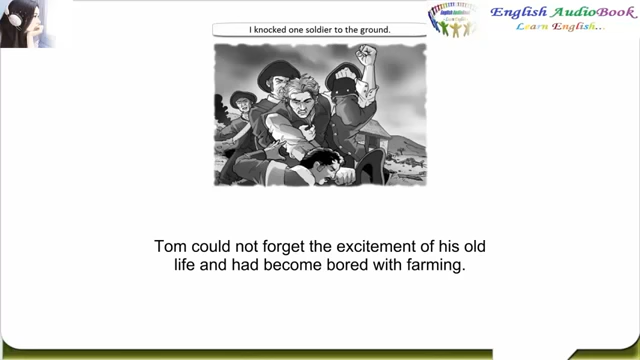 I knocked one soldier to the ground.
English AudioBook
Learn English...
Tom could not forget the excitement of his old
life and had become bored with farming.